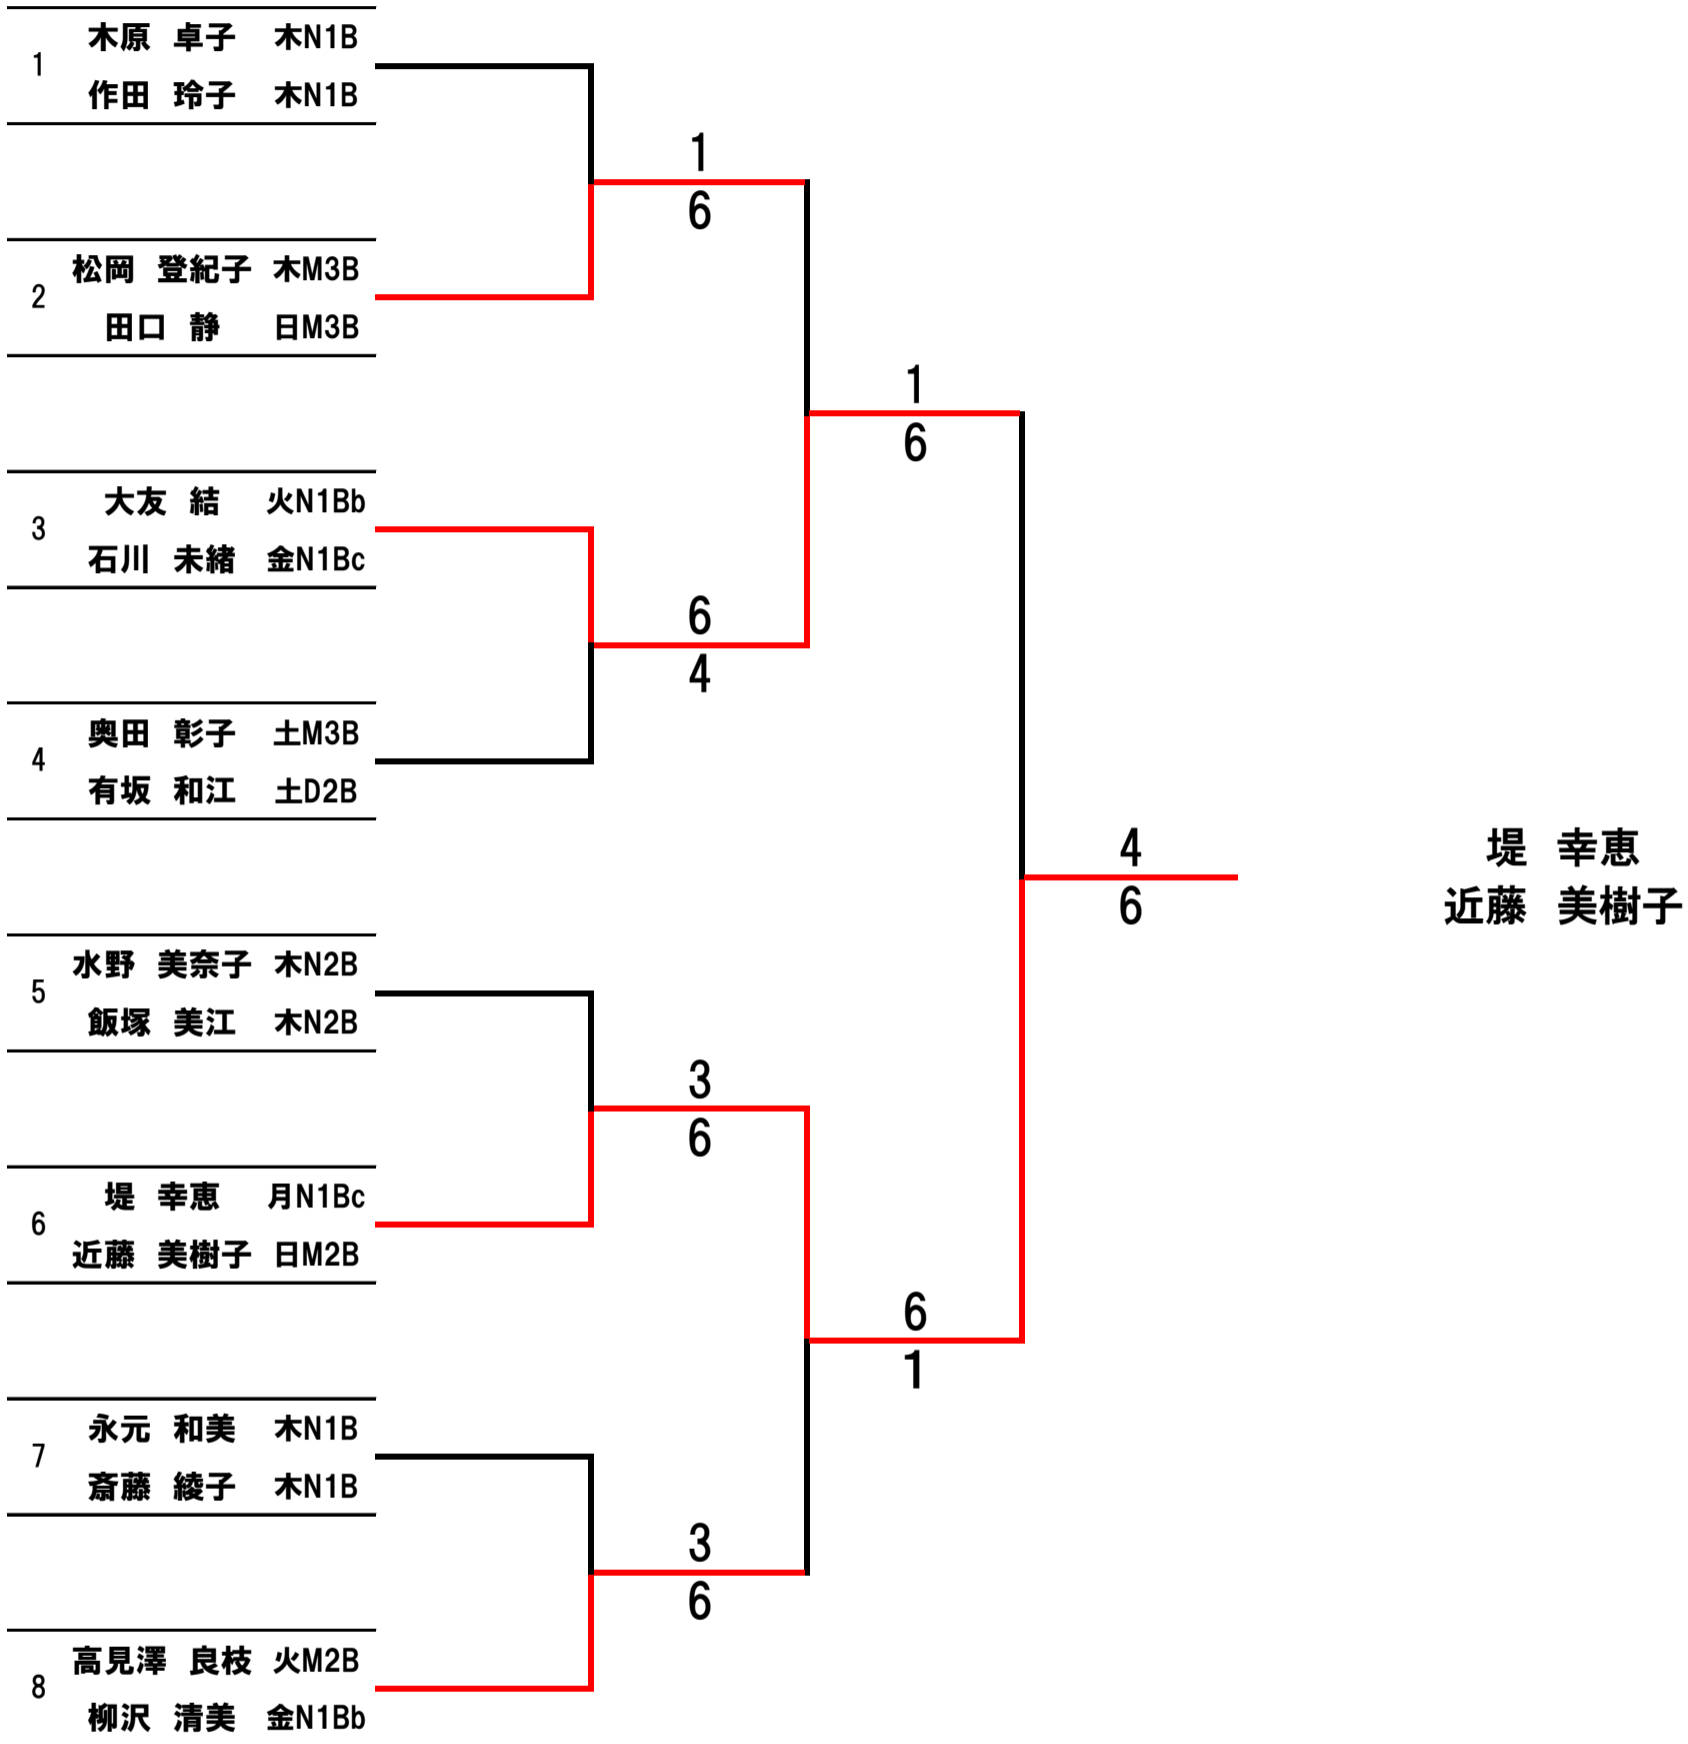 木原 卓子 木N1B
1
作田 玲子 木N1B
1
6
松岡 登紀子 木M3B
2
田口 静 日M3B
1
6
大友 結 火N1Bb
3
石川 未緒 金N1Bc
6
4
奥田 彰子 土M3B
4
有坂 和江 土D2B
4
6
堤 幸恵
近藤 美樹子
水野 美奈子 木N2B
5
飯塚 美江 木N2B
3
6
堤 幸恵 月N1Bc
6
近藤 美樹子 日M2B
6
1
永元 和美 木N1B
7
斎藤 綾子 木N1B
3
6
高見澤 良枝 火M2B
8
柳沢 清美 金N1Bb